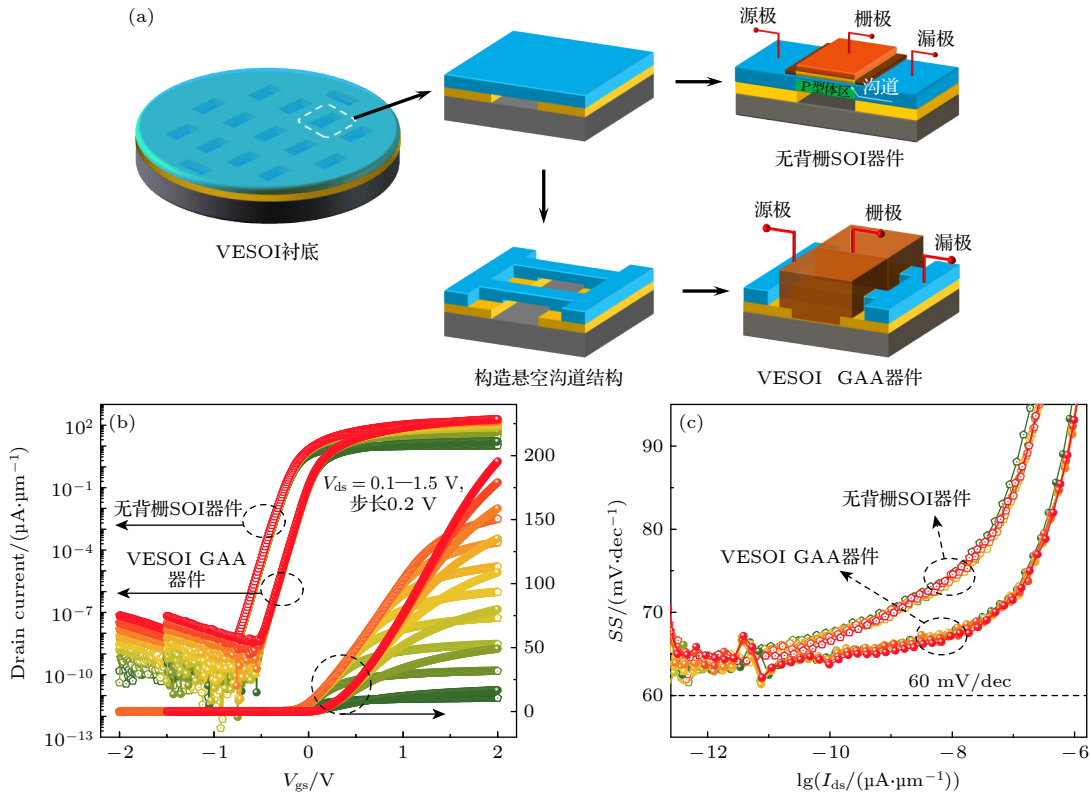 (a)
源极
栅极
漏极
P型体区
沟道
无背栅SOI器件
VESOI衬底
源极
栅极
漏极
构造悬空沟道结构
VESOI GAA器件
(b)
Drain current/(μA·μm⁻¹)
10²
10⁻¹
10⁻⁴
10⁻⁷
10⁻¹⁰
10⁻¹³
V_ds = 0.1—1.5 V,
步长0.2 V
无背栅SOI器件
VESOI GAA
器件
200
150
100
50
0
−2
−1
0
1
2
V_gs/V
(c)
SS/(mV·dec⁻¹)
90
80
70
60
无背栅SOI器件
VESOI GAA器件
60 mV/dec
−12
−10
−8
−6
lg(I_ds/(μA·μm⁻¹))